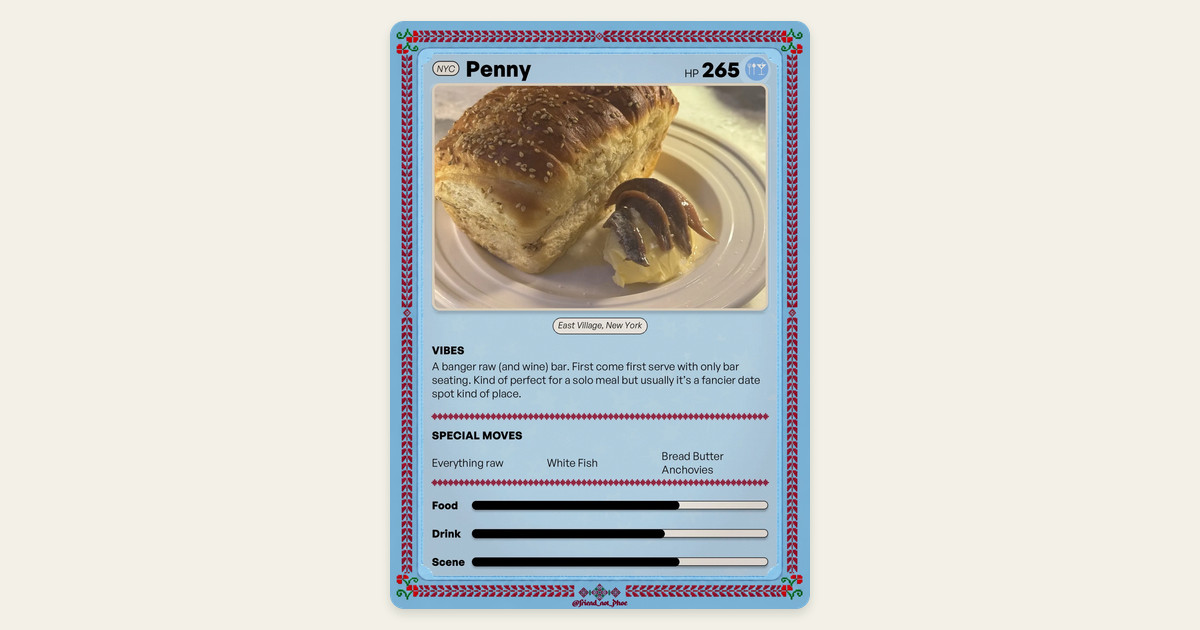 NYC Penny HP 265
East Village, New York
VIBES
A banger raw (and wine) bar. First come first serve with only bar
seating. Kind of perfect for a solo meal but usually it's a fancier date
spot kind of place.
SPECIAL MOVES
Everything raw
White Fish
Bread Butter
Anchovies
Food
Drink
Scene
@friend_not_phoe